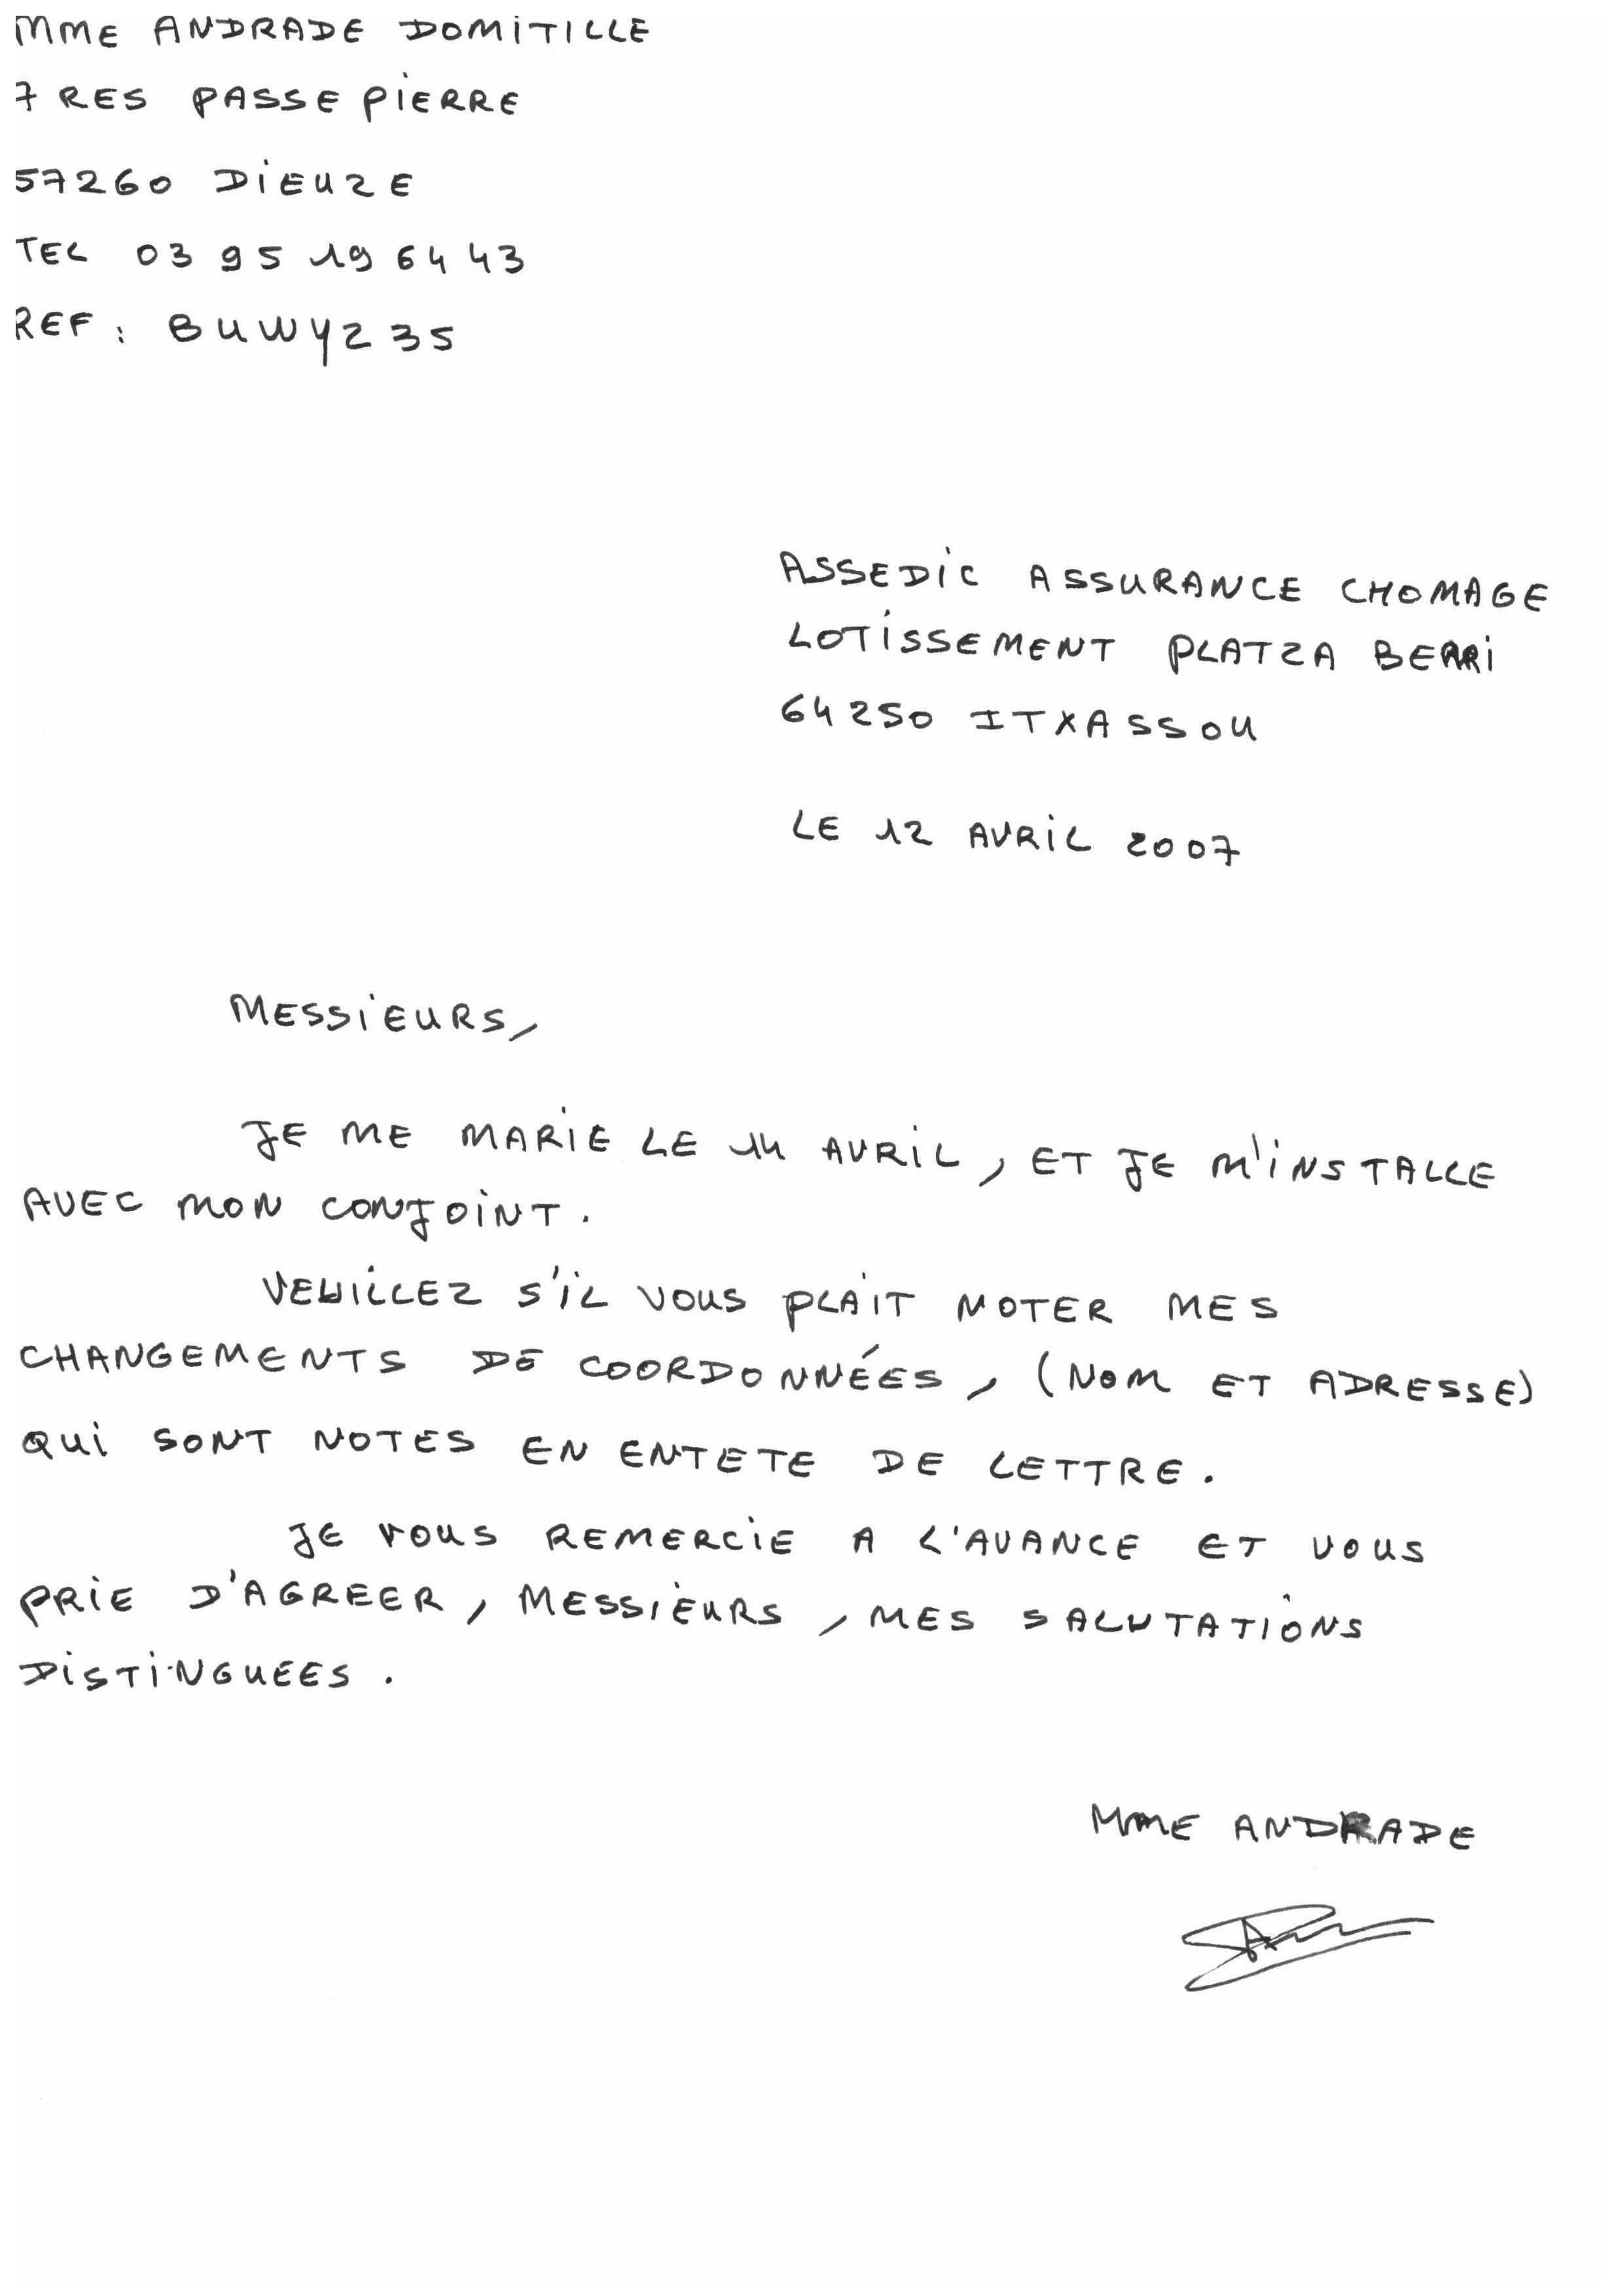 MME ANDRADE DOMITILLE
7 RES PASSE PIERRE
57260 DIEUZE
TEL 03 95 19 64 43
REF : BUWYZ35
ASSEDIC ASSURANCE CHOMAGE
LOTISSEMENT PLATZA BERRI
64250 ITXASSOU
LE 12 AVRIL 2007
MESSIEURS,
JE ME MARIE LE 14 AVRIL, ET JE M'INSTALLE
AVEC MON CONJOINT.
VEUILLEZ S'IL VOUS PLAIT NOTER MES
CHANGEMENTS DE COORDONNÉES, (NOM ET ADRESSE)
QUI SONT NOTES EN ENTETE DE LETTRE.
JE VOUS REMERCIE A L'AVANCE ET VOUS
PRIE D'AGREER, MESSIEURS, MES SALUTATIONS
DISTINGUEES.
MME ANDRADE